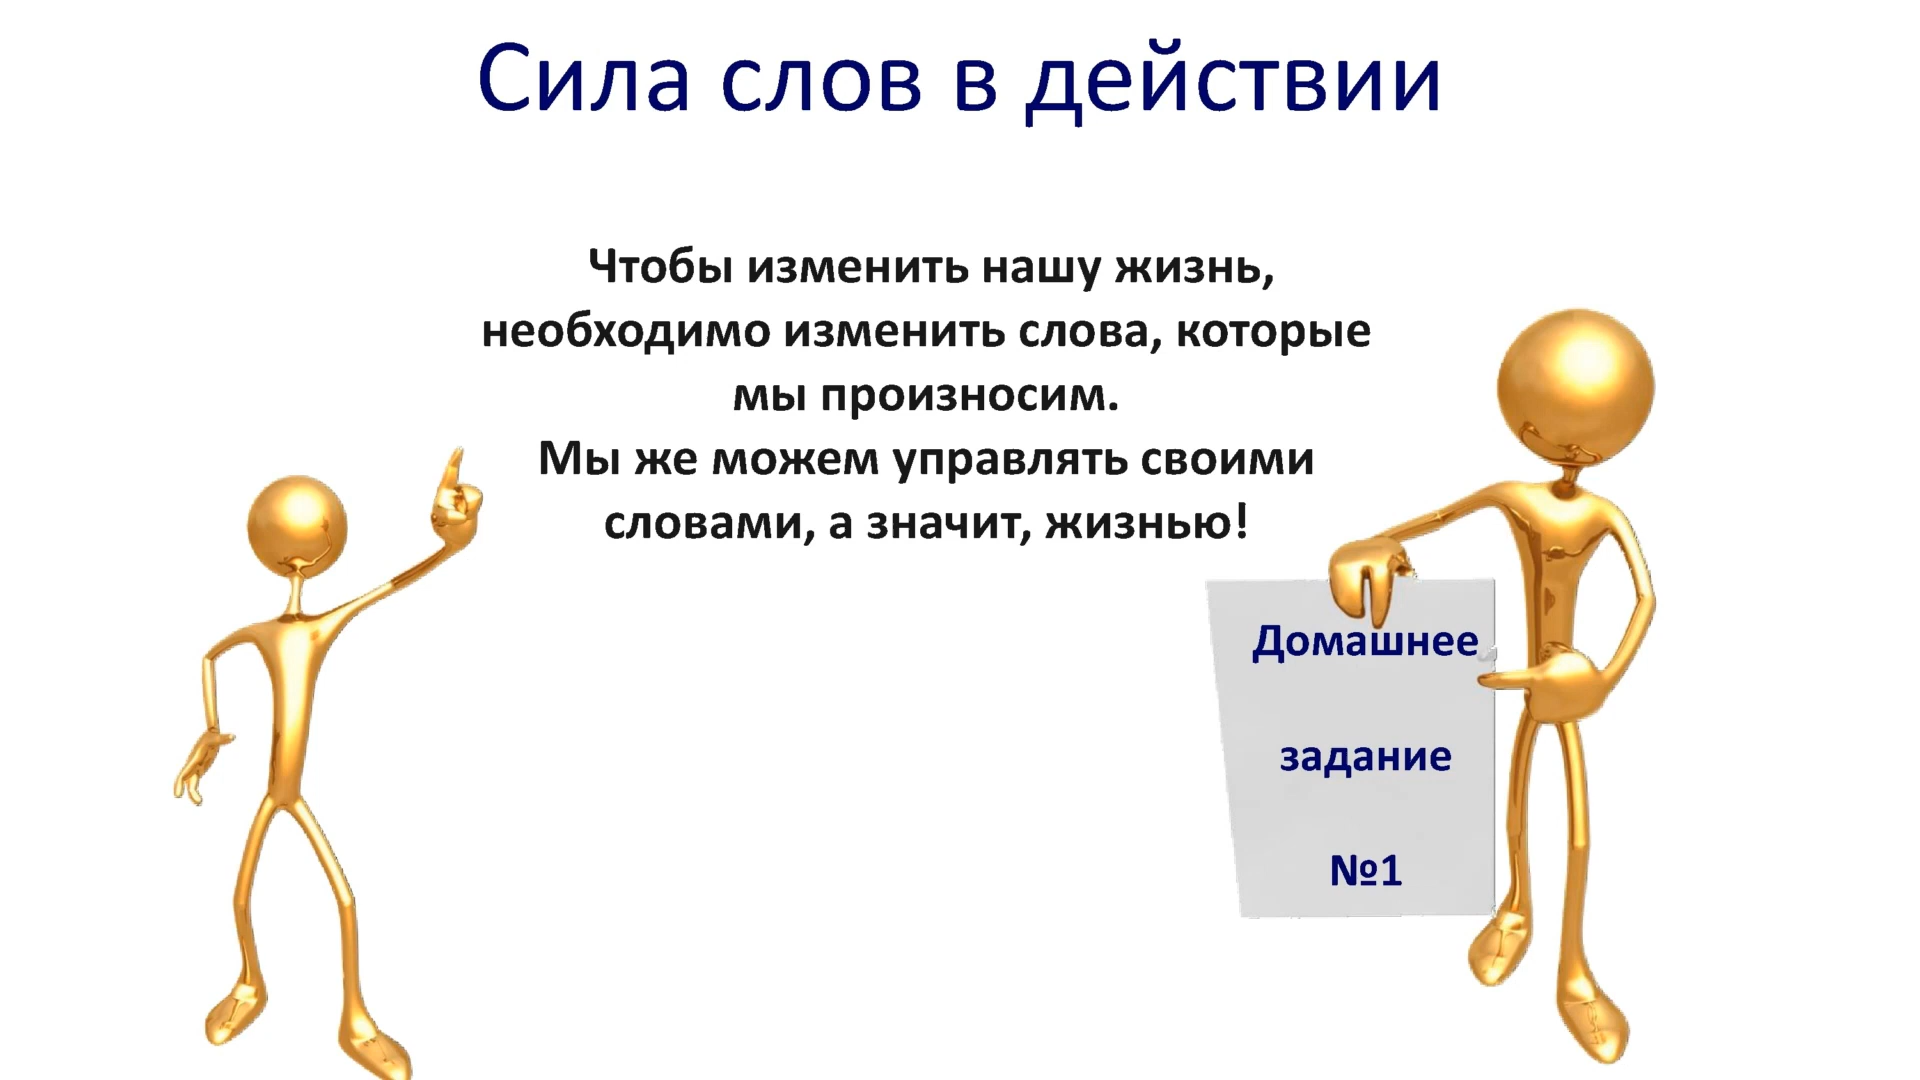 Сила слов в действии
Чтобы изменить нашу жизнь,
необходимо изменить слова, которые
мы произносим.
Мы же можем управлять своими
словами, а значит, жизнью!
Домашнее
задание
№1